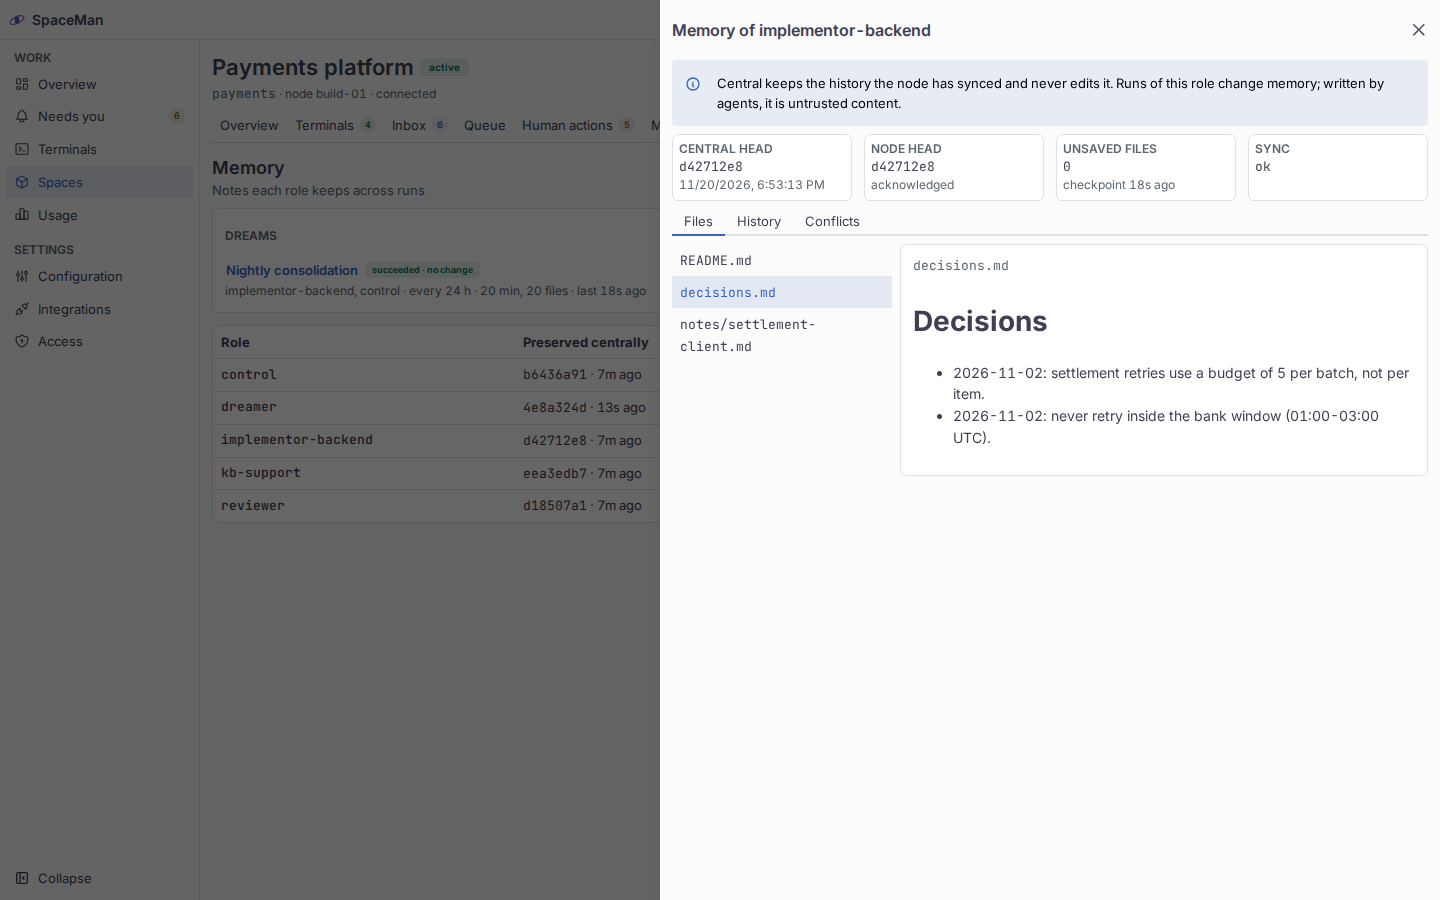 SpaceMan
WORK
Overview
Needs you 6
Terminals
Spaces
Usage
SETTINGS
Configuration
Integrations
Access
Collapse
Payments platform active
payments · node build-01 · connected
Overview Terminals 4 Inbox 6 Queue Human actions 5 M
Memory
Notes each role keeps across runs
DREAMS
Nightly consolidation succeeded · no change
implementor-backend, control · every 24 h · 20 min, 20 files · last 18s ago
Role Preserved centrally
control b6436a91 · 7m ago
dreamer 4e8a324d · 13s ago
implementor-backend d42712e8 · 7m ago
kb-support eea3edb7 · 7m ago
reviewer d18507a1 · 7m ago
Memory of implementor-backend
Central keeps the history the node has synced and never edits it. Runs of this role change memory; written by
agents, it is untrusted content.
CENTRAL HEAD
d42712e8
11/20/2026, 6:53:13 PM
NODE HEAD
d42712e8
acknowledged
UNSAVED FILES
0
checkpoint 18s ago
SYNC
ok
Files History Conflicts
README.md
decisions.md
notes/settlement-
client.md
decisions.md
Decisions
• 2026-11-02: settlement retries use a budget of 5 per batch, not per
item.
• 2026-11-02: never retry inside the bank window (01:00-03:00
UTC).